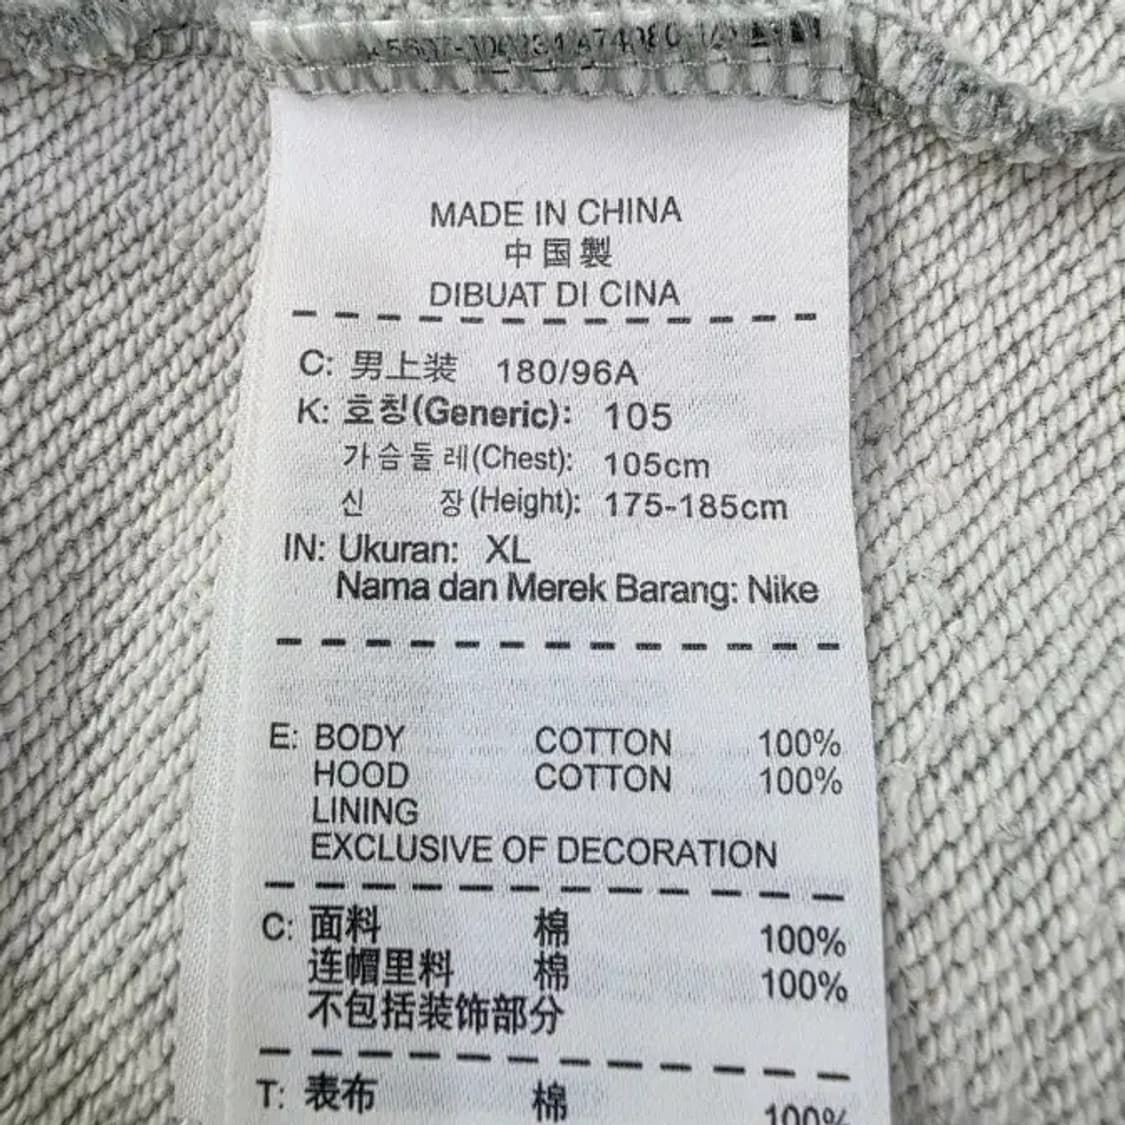 MADE IN CHINA
中国製
DIBUAT DI CINA
C: 男上装 180/96A
K: 호칭(Generic): 105
가슴둘레(Chest): 105cm
신 장(Height): 175-185cm
IN: Ukuran: XL
Nama dan Merek Barang: Nike
E: BODY COTTON 100%
HOOD COTTON 100%
LINING
EXCLUSIVE OF DECORATION
C: 面料 棉 100%
连帽里料 棉 100%
不包括装饰部分
T: 表布 棉 100%